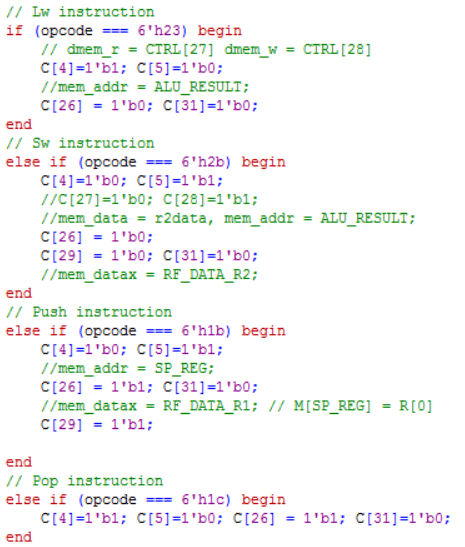 // Lw instruction
if (opcode === 6'h23) begin
// dmem_r = CTRL[27] dmem_w = CTRL[28]
C[4]=1'b1; C[5]=1'b0;
//mem_addr = ALU_RESULT;
C[26] = 1'b0; C[31]=1'b0;
end
// Sw instruction
else if (opcode === 6'h2b) begin
C[4]=1'b0; C[5]=1'b1;
//C[27]=1'b0; C[28]=1'b1;
//mem_data = r2data, mem_addr = ALU_RESULT;
C[26] = 1'b0;
C[29] = 1'b0; C[31]=1'b0;
//mem_datax = RF_DATA_R2;
end
// Push instruction
else if (opcode === 6'h1b) begin
C[4]=1'b0; C[5]=1'b1;
//mem_addr = SP_REG;
C[26] = 1'b1; C[31]=1'b0;
//mem_datax = RF_DATA_R1; // M[SP_REG] = R[0]
C[29] = 1'b1;
end
// Pop instruction
else if (opcode === 6'h1c) begin
C[4]=1'b1; C[5]=1'b0; C[26] = 1'b1; C[31]=1'b0;
end